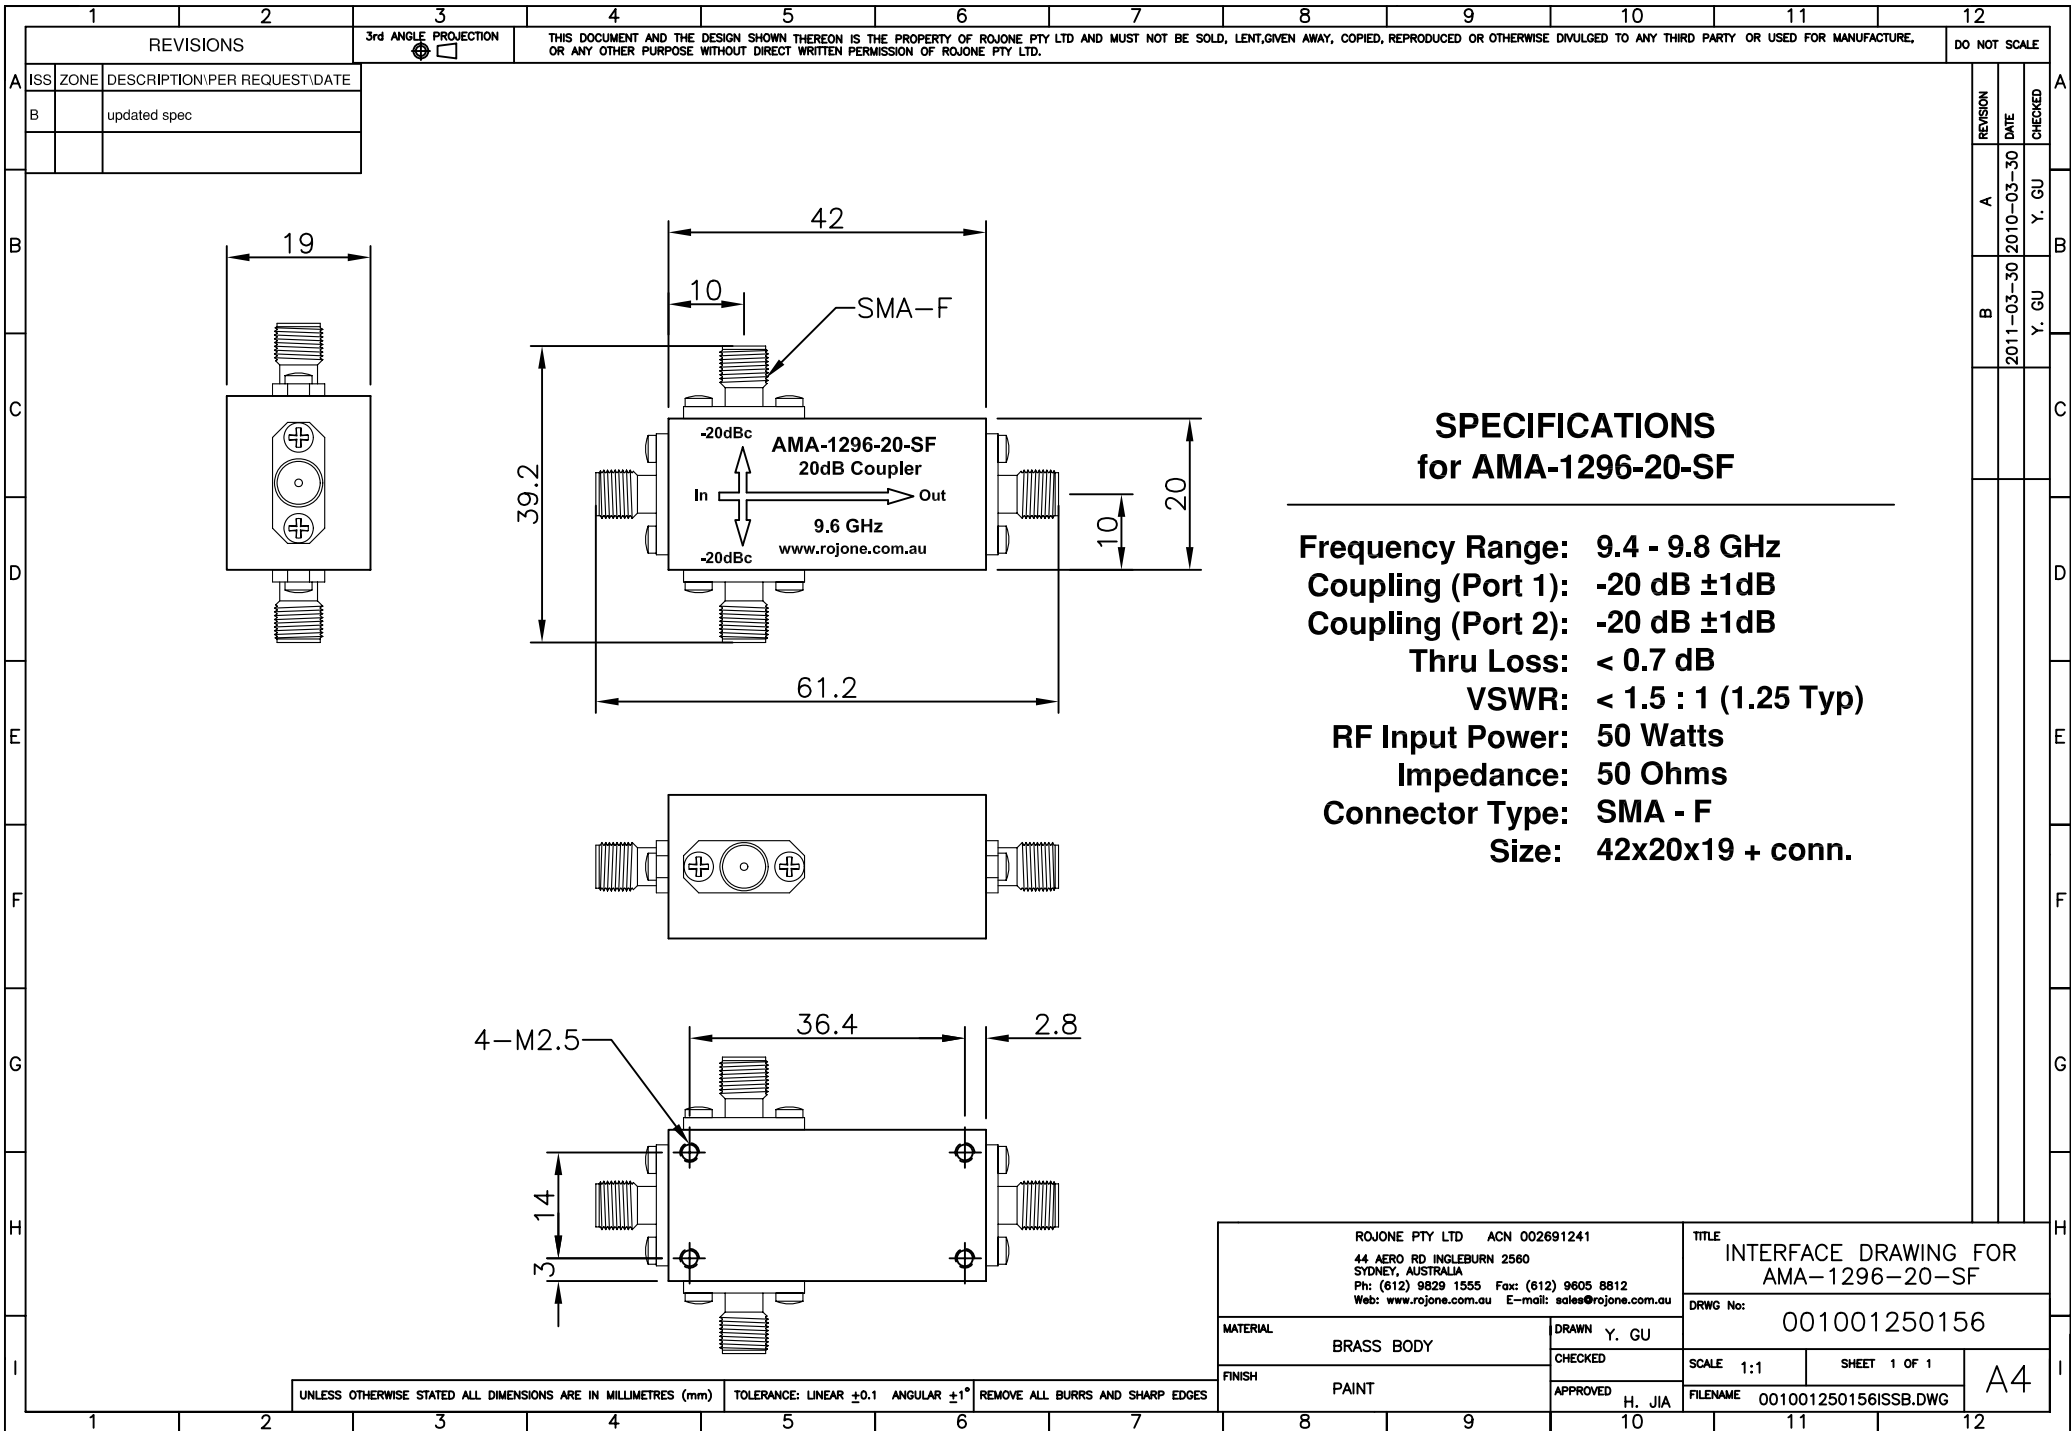 1 2 3 4 5 6 7 8 9 10 11 12
REVISIONS
3rd ANGLE PROJECTION
THIS DOCUMENT AND THE DESIGN SHOWN THEREON IS THE PROPERTY OF ROJONE PTY LTD AND MUST NOT BE SOLD, LENT,GIVEN AWAY, COPIED, REPRODUCED OR OTHERWISE DIVULGED TO ANY THIRD PARTY OR USED FOR MANUFACTURE,
OR ANY OTHER PURPOSE WITHOUT DIRECT WRITTEN PERMISSION OF ROJONE PTY LTD.
DO NOT SCALE
ISS ZONE DESCRIPTION\PER REQUEST\DATE
B updated spec
REVISION A B
DATE 2010-03-30 2011-03-30
CHECKED Y. GU Y. GU
A A
B B
C C
D D
E E
F F
G G
H H
I I
19
42
10
SMA-F
39.2
-20dBc
AMA-1296-20-SF
20dB Coupler
In Out
9.6 GHz
www.rojone.com.au
-20dBc
20
10
61.2
SPECIFICATIONS
for AMA-1296-20-SF
Frequency Range: 9.4 - 9.8 GHz
Coupling (Port 1): -20 dB ±1dB
Coupling (Port 2): -20 dB ±1dB
Thru Loss: < 0.7 dB
VSWR: < 1.5 : 1 (1.25 Typ)
RF Input Power: 50 Watts
Impedance: 50 Ohms
Connector Type: SMA - F
Size: 42x20x19 + conn.
4-M2.5
36.4
2.8
14
3
ROJONE PTY LTD ACN 002691241
44 AERO RD INGLEBURN 2560
SYDNEY, AUSTRALIA
Ph: (612) 9829 1555 Fax: (612) 9605 8812
Web: www.rojone.com.au E-mail: sales@rojone.com.au
TITLE
INTERFACE DRAWING FOR
AMA-1296-20-SF
DRWG No:
001001250156
MATERIAL
BRASS BODY
DRAWN Y. GU
CHECKED
SCALE 1:1
SHEET 1 OF 1
A4
FINISH
PAINT
APPROVED H. JIA
FILENAME 001001250156ISSB.DWG
UNLESS OTHERWISE STATED ALL DIMENSIONS ARE IN MILLIMETRES (mm)
TOLERANCE: LINEAR ±0.1 ANGULAR ±1°
REMOVE ALL BURRS AND SHARP EDGES
1 2 3 4 5 6 7 8 9 10 11 12